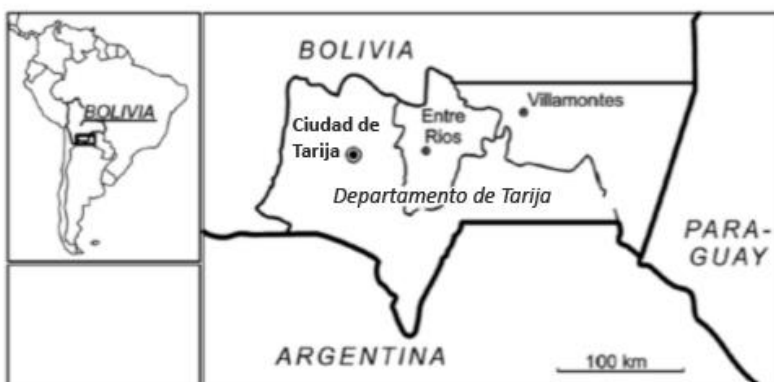 BOLIVIA
BOLIVIA
Villamontes
Entre
Rios
Ciudad de
Tarija
Departamento de Tarija
PARA-
GUAY
ARGENTINA
100 km